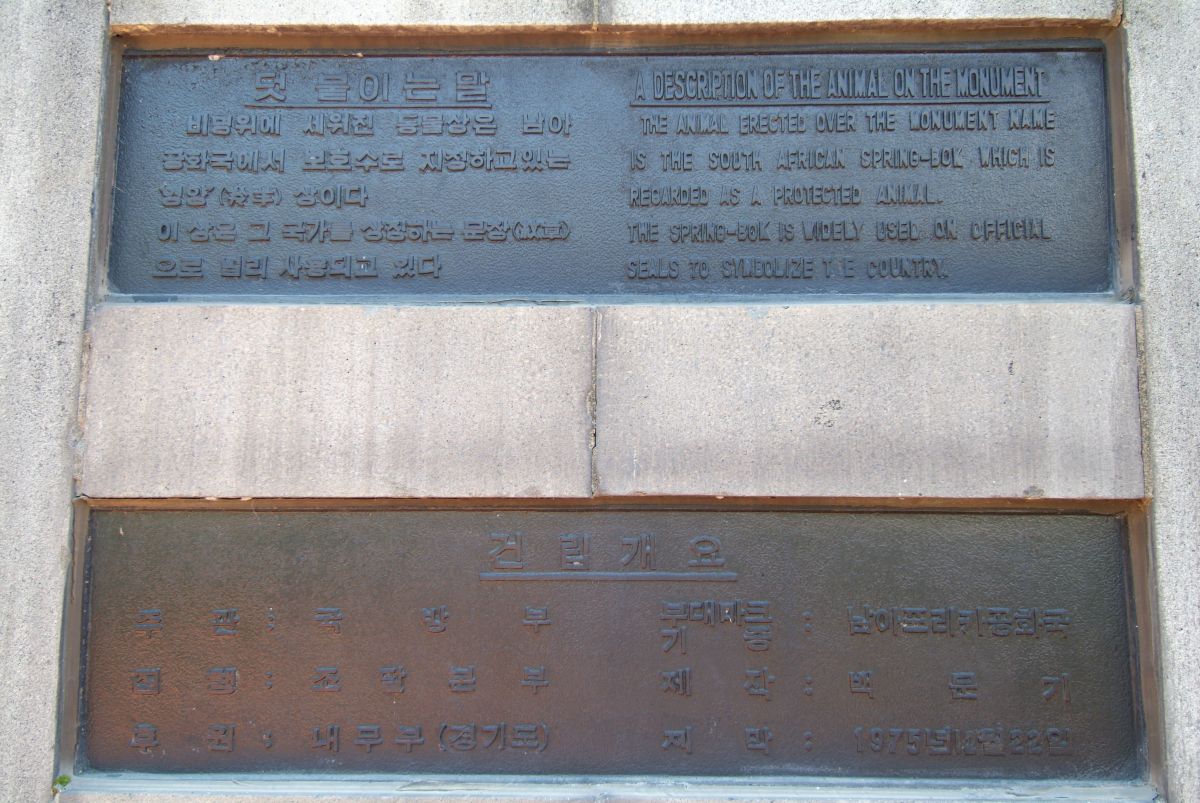 덧 붙이는말
비명위에 세워진 동물상은 남아
공화국에서 보호수로 지정하고있는
영양(羚羊) 상이다
이 상은 그 국가를 상징하는 문장(紋章)
으로 널리 사용되고 있다
A DESCRIPTION OF THE ANIMAL ON THE MONUMENT
THE ANIMAL ERECTED OVER THE MONUMENT NAME
IS THE SOUTH AFRICAN SPRING-BOK WHICH IS
REGARDED AS A PROTECTED ANIMAL.
THE SPRING-BOK IS WIDELY USED ON OFFICIAL
SEALS TO SYMBOLIZE T E COUNTRY.
건 립 개 요
주 관 : 국 방 부
설 명 : 조 달 본 부
후 원 : 내 무 부 (경기도)
부대마크
기 증 : 남아프리카공화국
제 작 : 백 문 기
제 막 : 1975년 월 22일